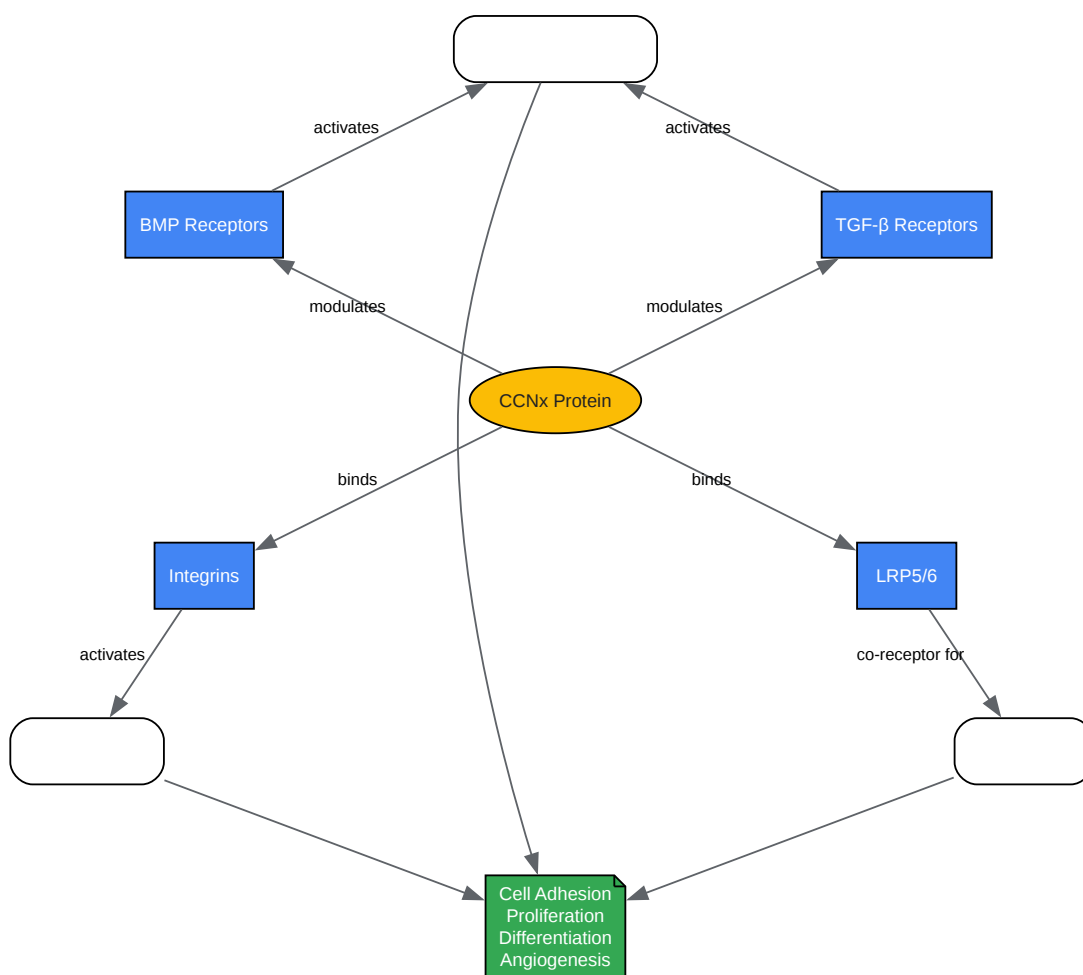 activates
activates
BMP Receptors
TGF-β Receptors
modulates
modulates
CCNx Protein
binds
binds
Integrins
LRP5/6
activates
co-receptor for
Cell Adhesion
Proliferation
Differentiation
Angiogenesis